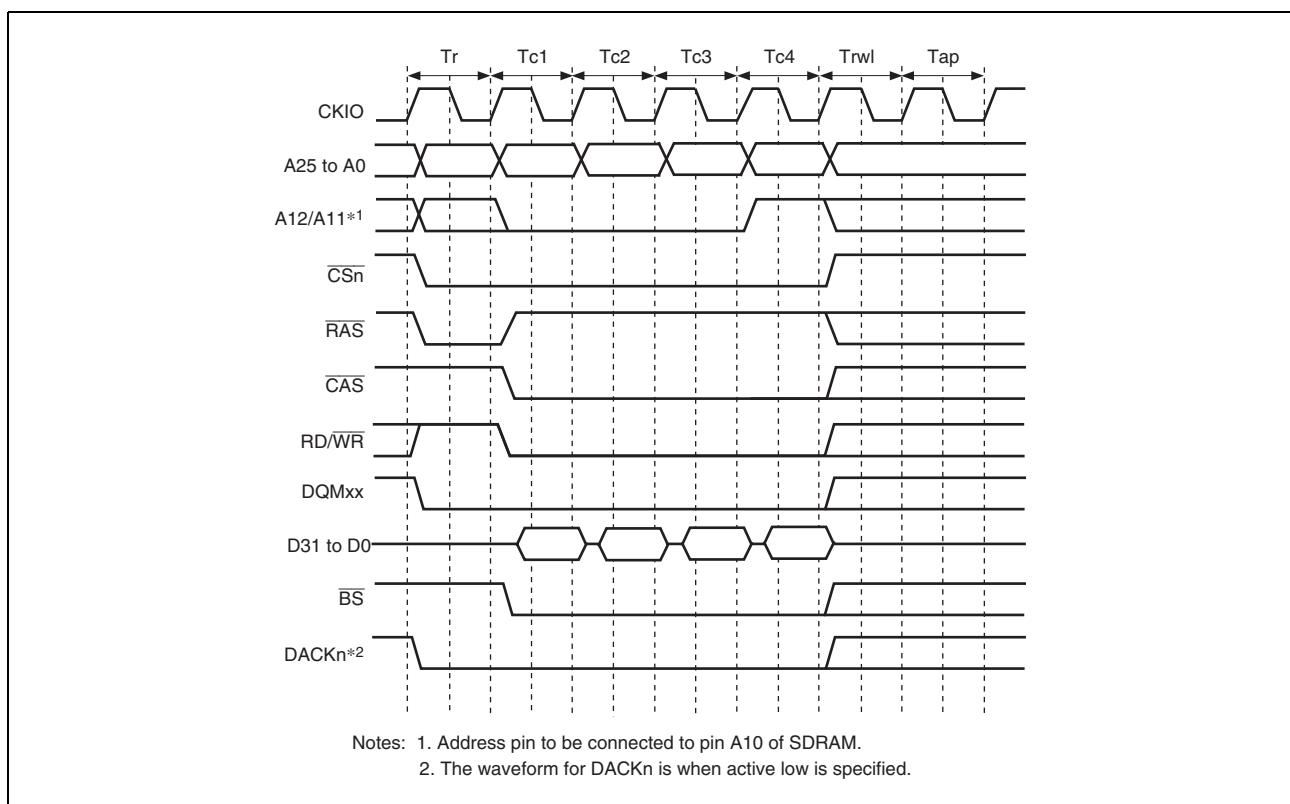 Tr Tc1 Tc2 Tc3 Tc4 Trwl Tap
CKIO
A25 to A0
A12/A11*1
CSn
RAS
CAS
RD/WR
DQMxx
D31 to D0
BS
DACKn*2
Notes: 1. Address pin to be connected to pin A10 of SDRAM.
2. The waveform for DACKn is when active low is specified.